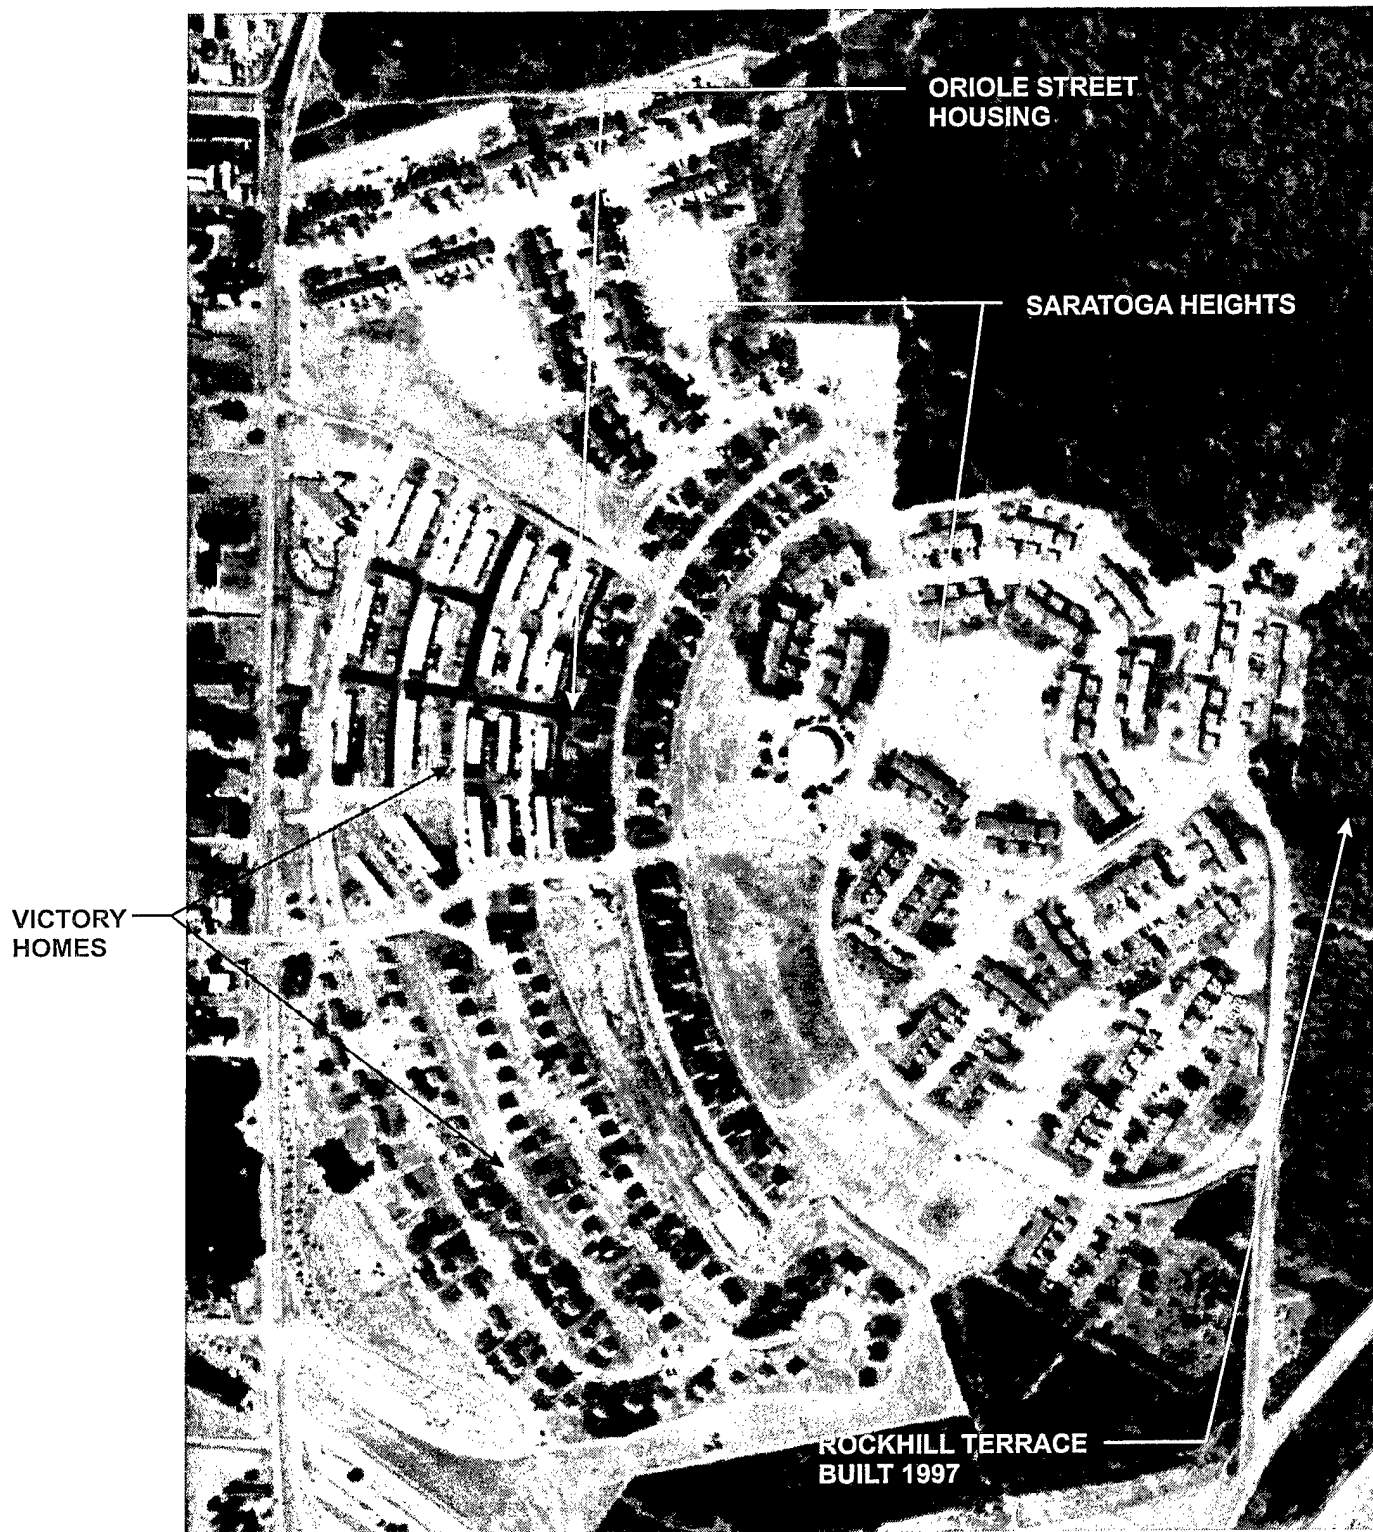 ORIOLE STREET
HOUSING
SARATOGA HEIGHTS
VICTORY
HOMES
ROCKHILL TERRACE
BUILT 1997